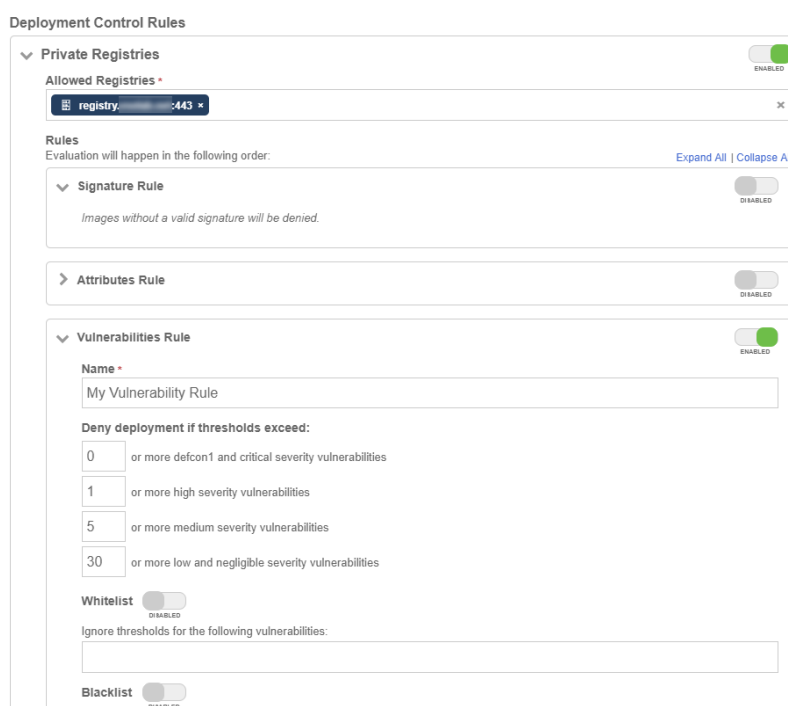 Deployment Control Rules
Private Registries
ENABLED
Allowed Registries *
registry. :443 ×
×
Rules
Evaluation will happen in the following order:
Expand All | Collapse A
Signature Rule
DISABLED
Images without a valid signature will be denied.
Attributes Rule
DISABLED
Vulnerabilities Rule
ENABLED
Name *
My Vulnerability Rule
Deny deployment if thresholds exceed:
0 or more defcon1 and critical severity vulnerabilities
1 or more high severity vulnerabilities
5 or more medium severity vulnerabilities
30 or more low and negligible severity vulnerabilities
Whitelist
DISABLED
Ignore thresholds for the following vulnerabilities:
Blacklist